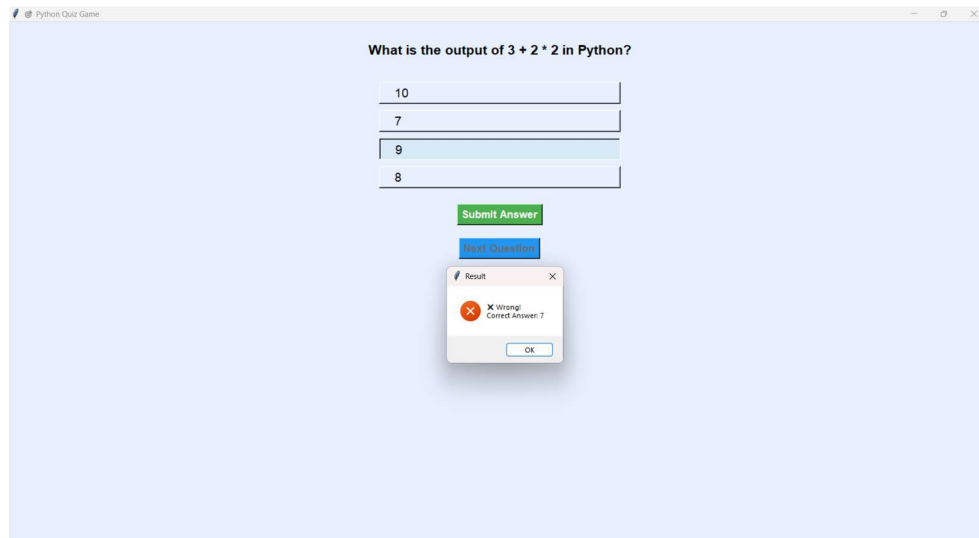 Python Quiz Game
What is the output of 3 + 2 * 2 in Python?
10
7
9
8
Submit Answer
Next Question
Result
❌ Wrong!
Correct Answer: 7
OK